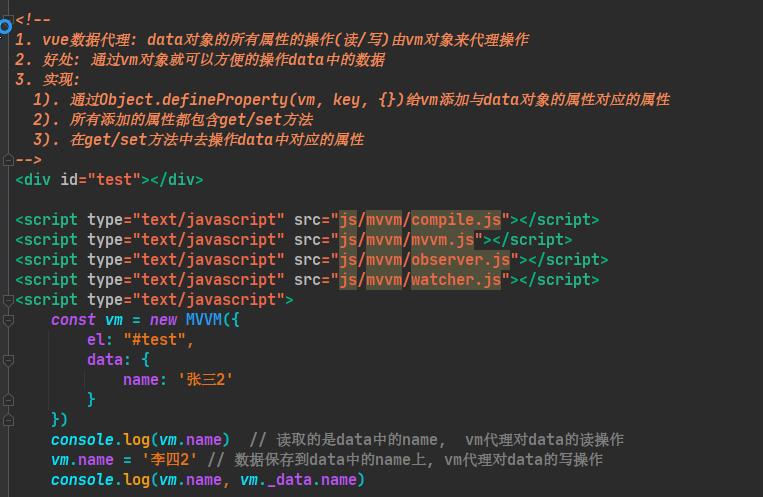 <!--
1. vue数据代理: data对象的所有属性的操作(读/写)由vm对象来代理操作
2. 好处: 通过vm对象就可以方便的操作data中的数据
3. 实现:
  1). 通过Object.defineProperty(vm, key, {})给vm添加与data对象的属性对应的属性
  2). 所有添加的属性都包含get/set方法
  3). 在get/set方法中去操作data中对应的属性
-->
<div id="test"></div>
<script type="text/javascript" src="js/mvvm/compile.js"></script>
<script type="text/javascript" src="js/mvvm/mvvm.js"></script>
<script type="text/javascript" src="js/mvvm/observer.js"></script>
<script type="text/javascript" src="js/mvvm/watcher.js"></script>
<script type="text/javascript">
    const vm = new MVVM({
        el: "#test",
        data: {
            name: '张三2'
        }
    })
    console.log(vm.name)  // 读取的是data中的name,  vm代理对data的读操作
    vm.name = '李四2' // 数据保存到data中的name上, vm代理对data的写操作
    console.log(vm.name, vm._data.name)